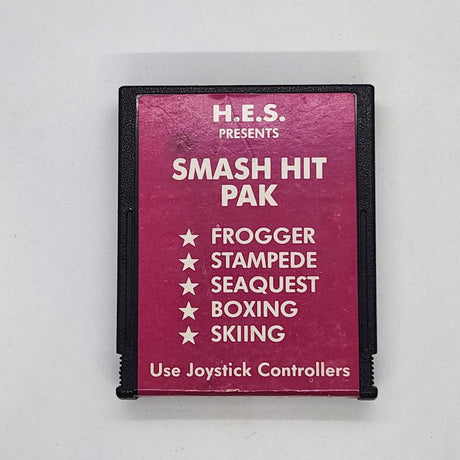 H.E.S.
PRESENTS
SMASH HIT
PAK
★ FROGGER
★ STAMPEDE
★ SEAQUEST
★ BOXING
★ SKIING
Use Joystick Controllers